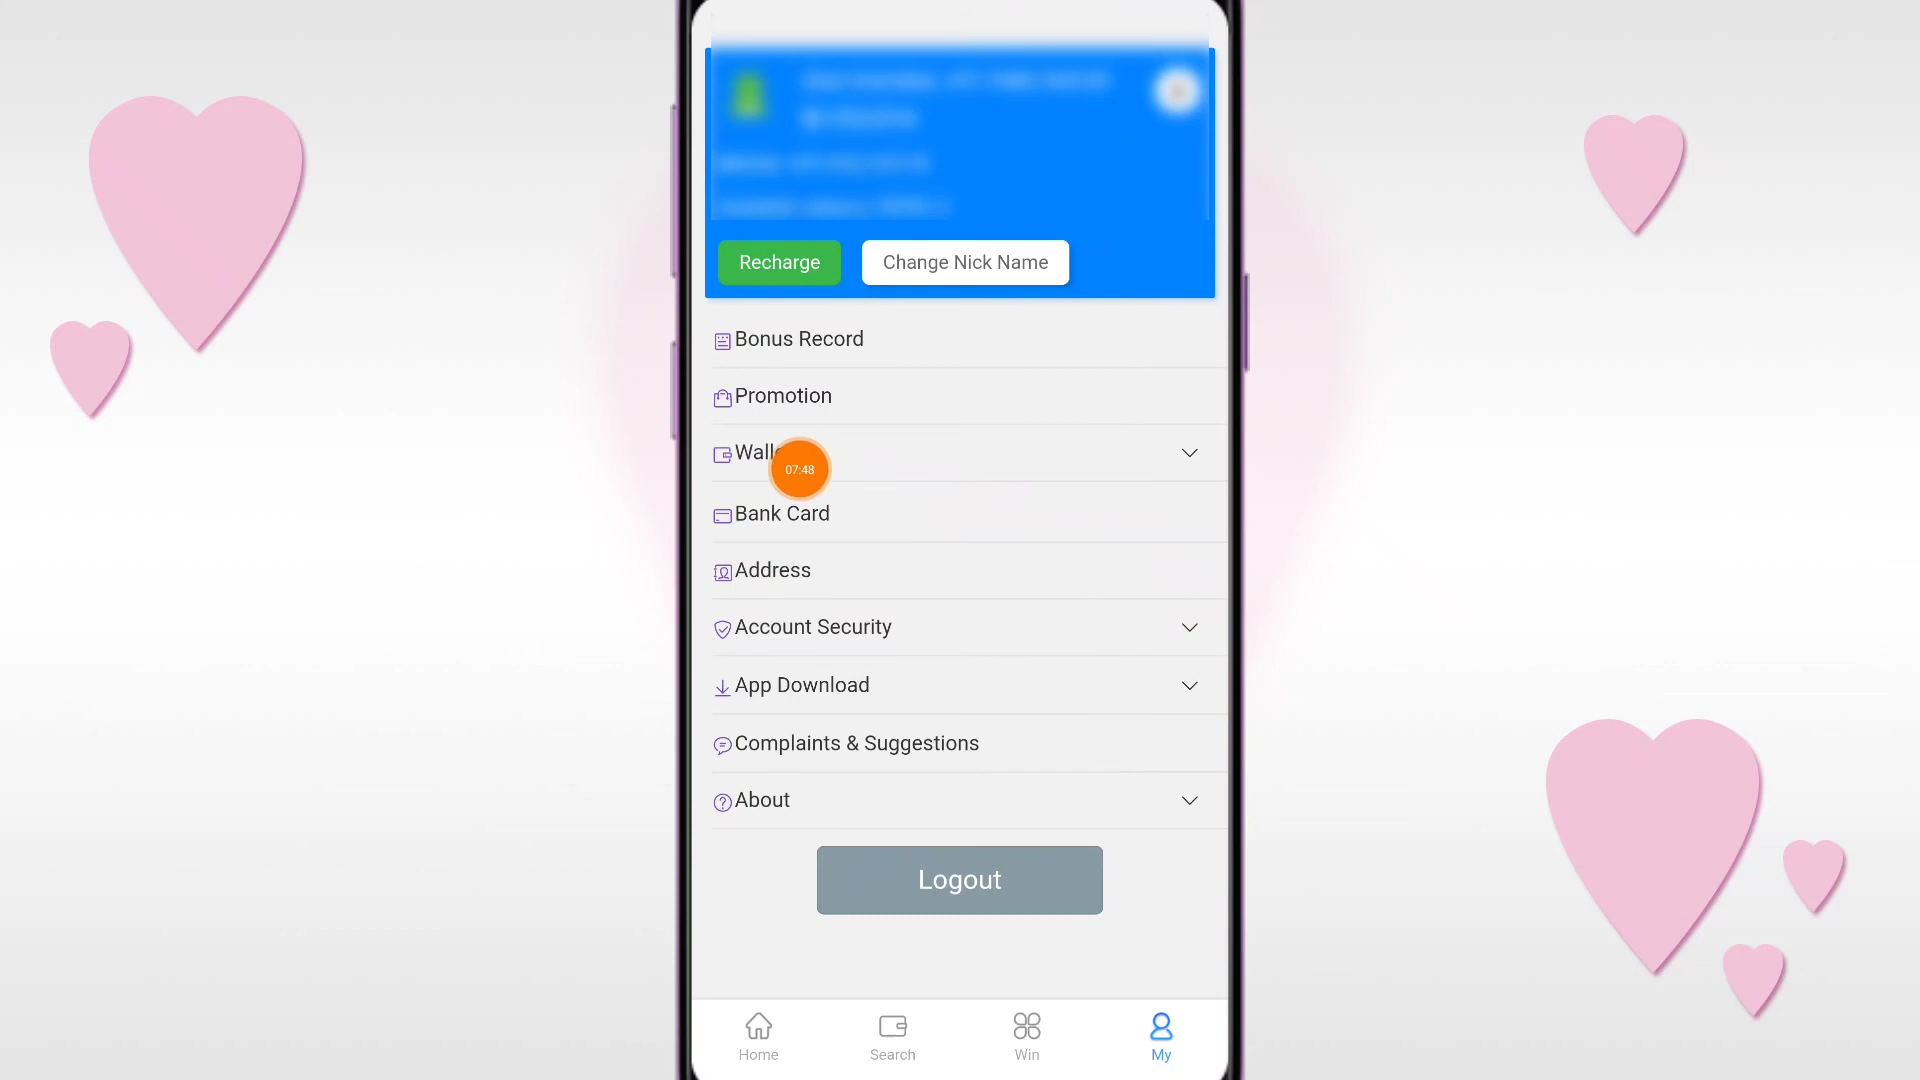 Recharge
Change Nick Name
Bonus Record
Promotion
07:48
Bank Card
Address
Account Security
App Download
Complaints & Suggestions
About
Logout
Home
Search
Win
My